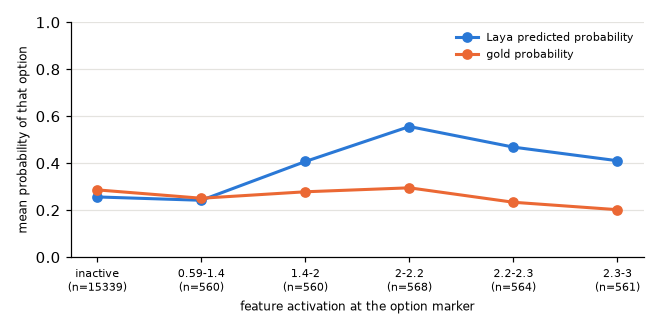 1.0
0.8
0.6
0.4
0.2
0.0
mean probability of that option
Laya predicted probability
gold probability
inactive
(n=15339)
0.59-1.4
(n=560)
1.4-2
(n=560)
2-2.2
(n=568)
2.2-2.3
(n=564)
2.3-3
(n=561)
feature activation at the option marker